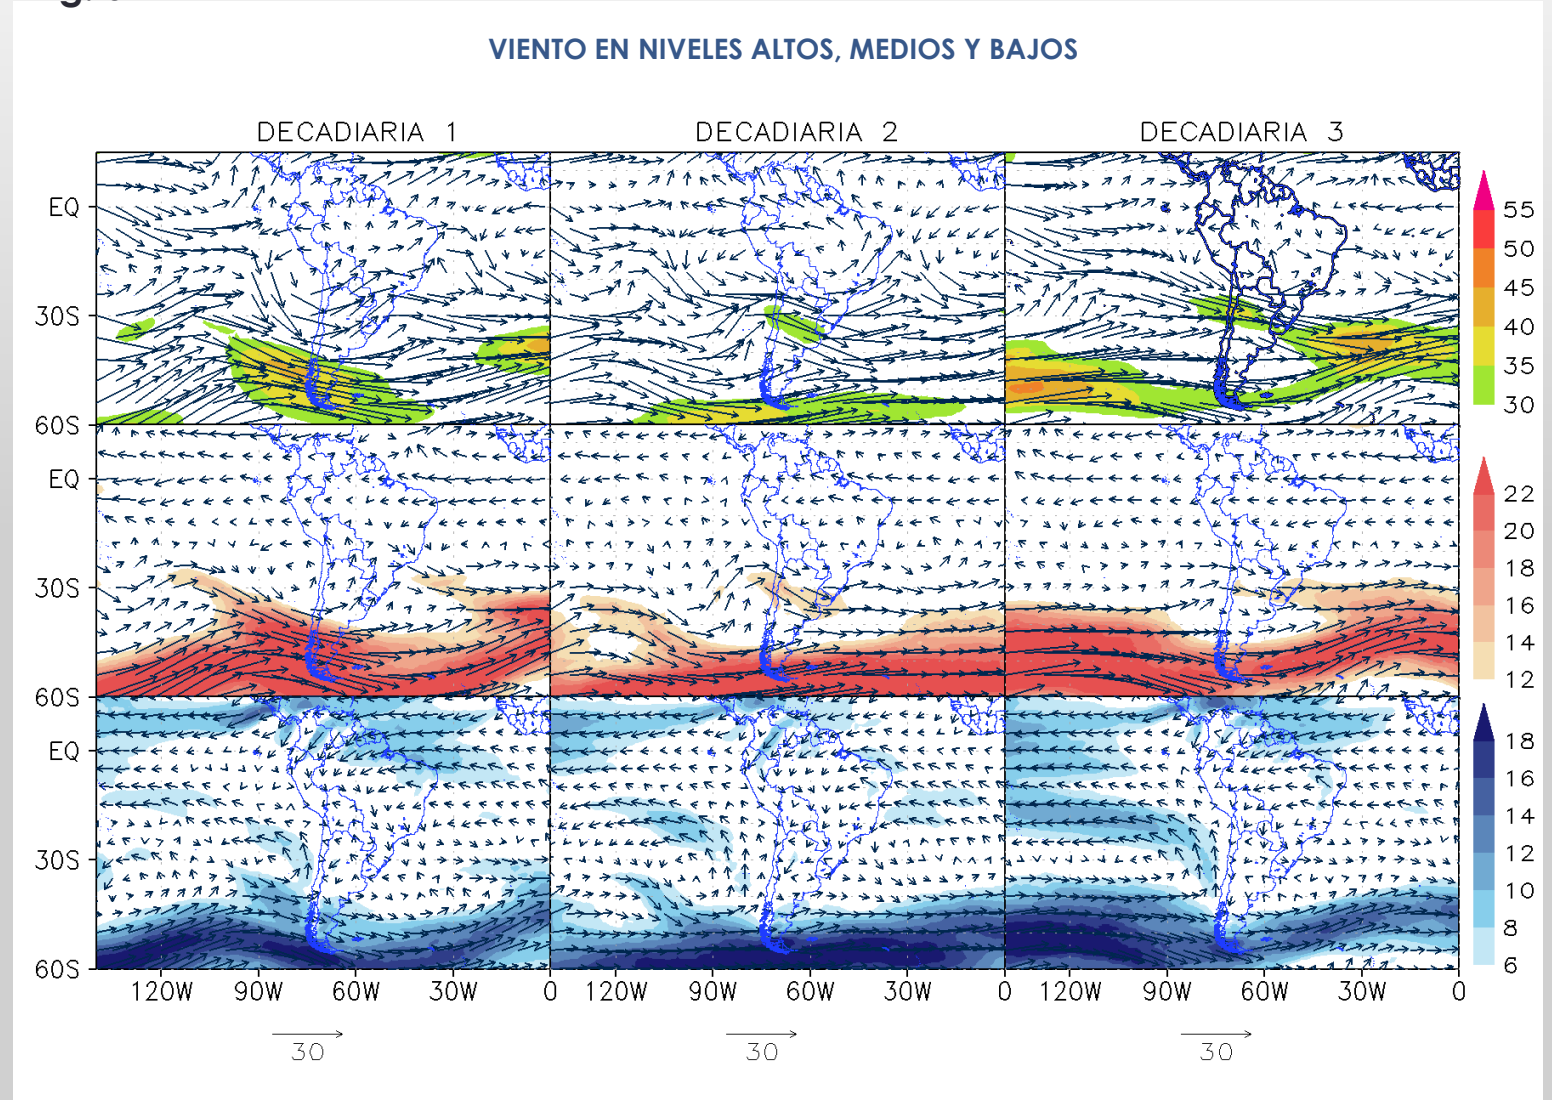 VIENTO EN NIVELES ALTOS, MEDIOS Y BAJOS
DECADIARIA 1
DECADIARIA 2
DECADIARIA 3
EQ
30S
60S
55
50
45
40
35
30
EQ
30S
60S
22
20
18
16
14
12
EQ
30S
60S
18
16
14
12
10
8
6
120W 90W 60W 30W 0 120W 90W 60W 30W 0 120W 90W 60W 30W 0
30 30 30